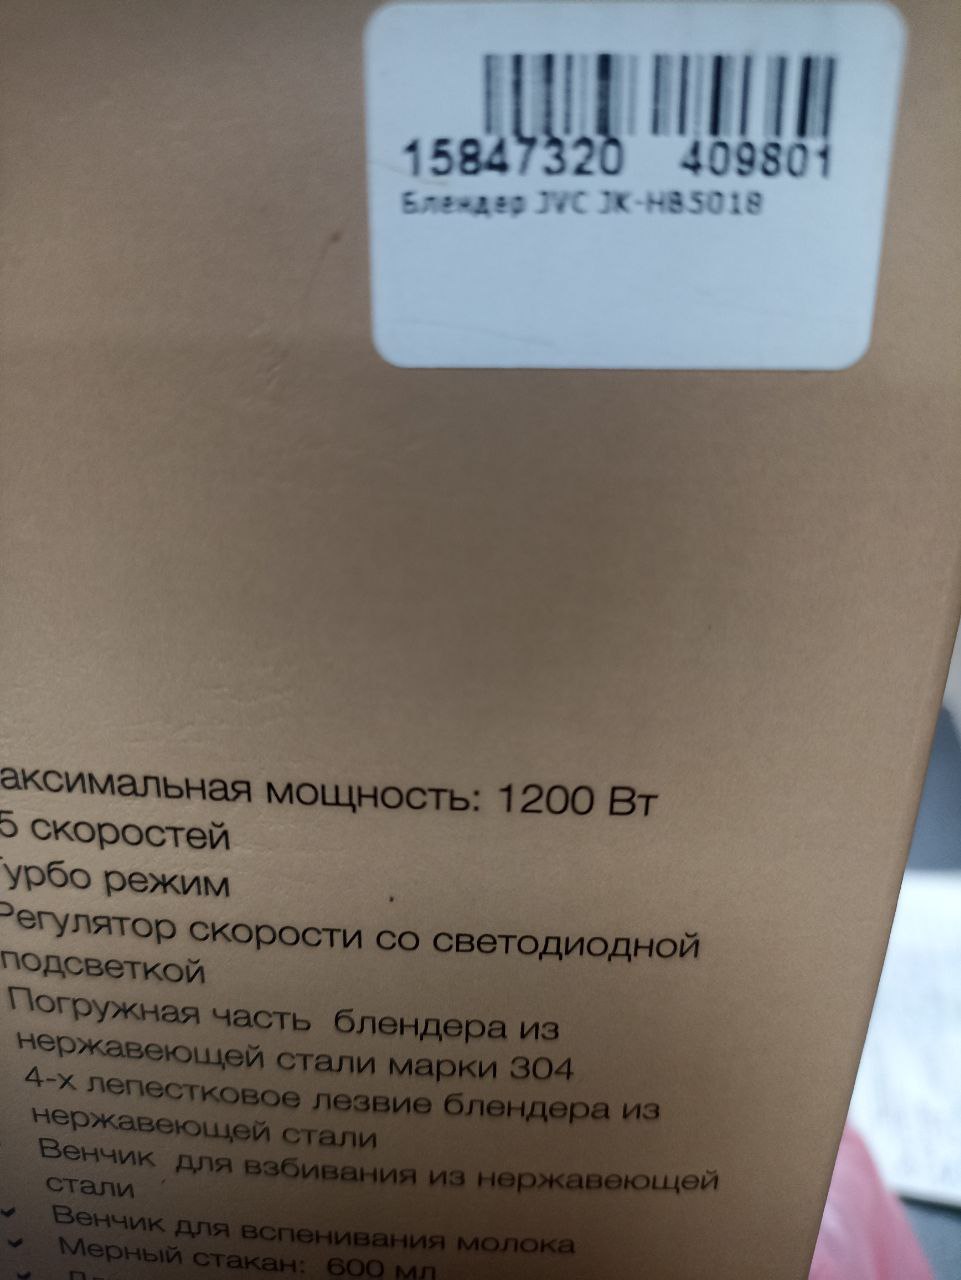 15847320 409801
Блендер JVC JK-HB5018
аксимальная мощность: 1200 Вт
5 скоростей
Турбо режим
Регулятор скорости со светодиодной
подсветкой
Погружная часть блендера из
нержавеющей стали марки 304
4-х лепестковое лезвие блендера из
нержавеющей стали
Венчик для взбивания из нержавеющей
стали
Венчик для вспенивания молока
Мерный стакан: 600 мл